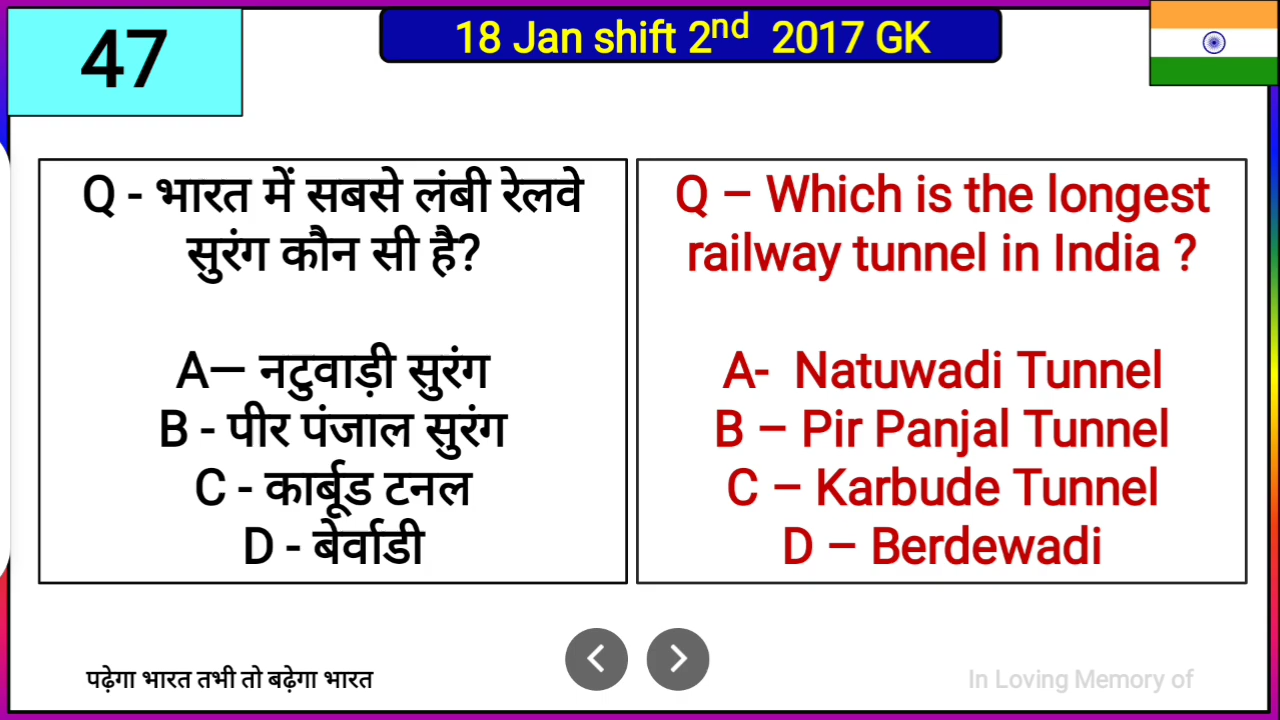 47
18 Jan shift 2nd 2017 GK
Q - भारत में सबसे लंबी रेलवे
सुरंग कौन सी है?
A— नटुवाड़ी सुरंग
B - पीर पंजाल सुरंग
C - कार्बूड टनल
D - बेर्वाडी
Q – Which is the longest
railway tunnel in India ?
A- Natuwadi Tunnel
B – Pir Panjal Tunnel
C – Karbude Tunnel
D – Berdewadi
पढ़ेगा भारत तभी तो बढ़ेगा भारत
In Loving Memory of